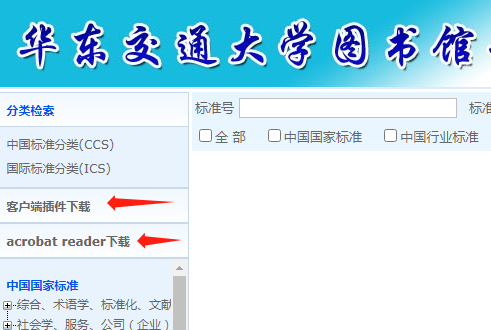 华东交通大学图书馆
分类检索
中国标准分类(CCS)
国际标准分类(ICS)
客户端插件下载
acrobat reader下载
中国国家标准
综合、术语学、标准化、文献
社会学、服务、公司（企业）
标准号 标
全 部 中国国家标准 中国行业标准